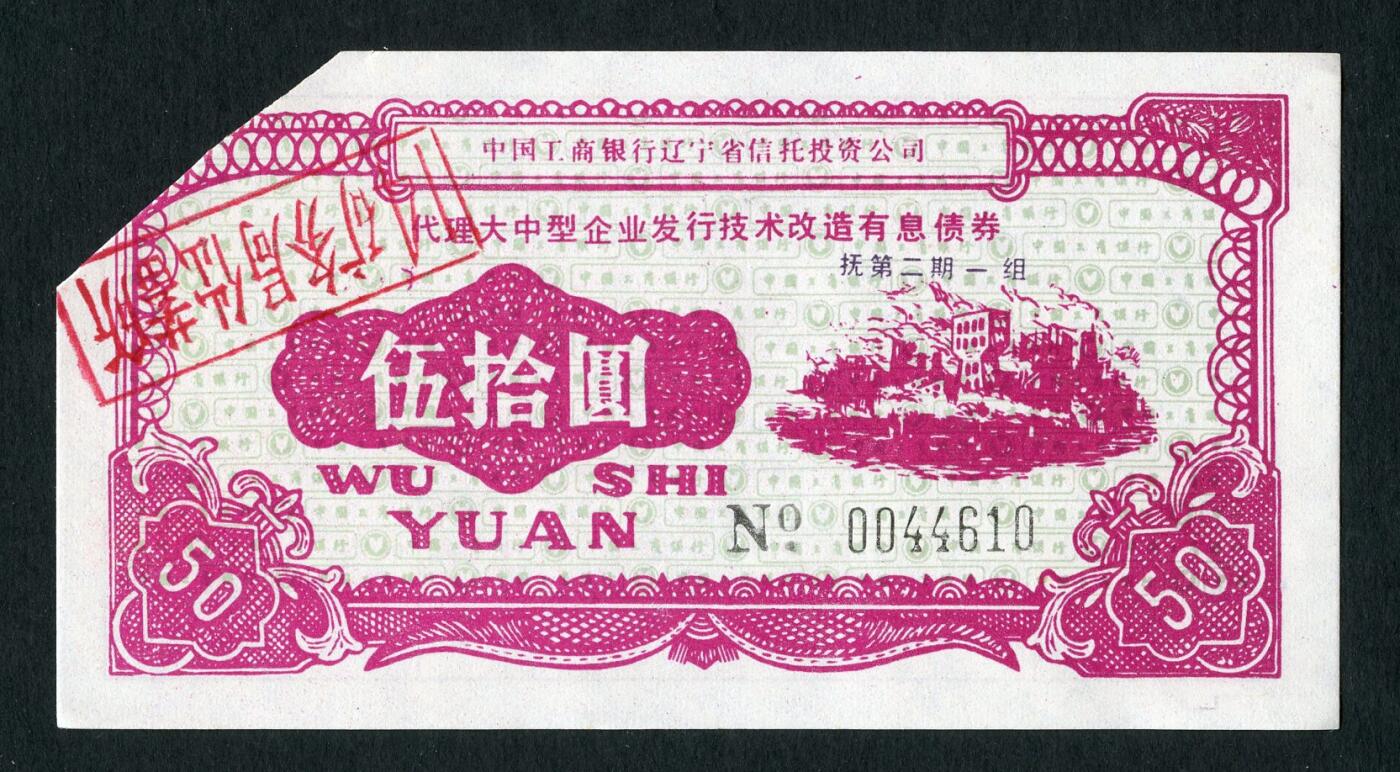 中国工商银行辽宁省信托投资公司
代理大中型企业发行技术改造有息债券
抚第二期一组
伍拾圆
WU SHI
YUAN
No 0044610
50
50